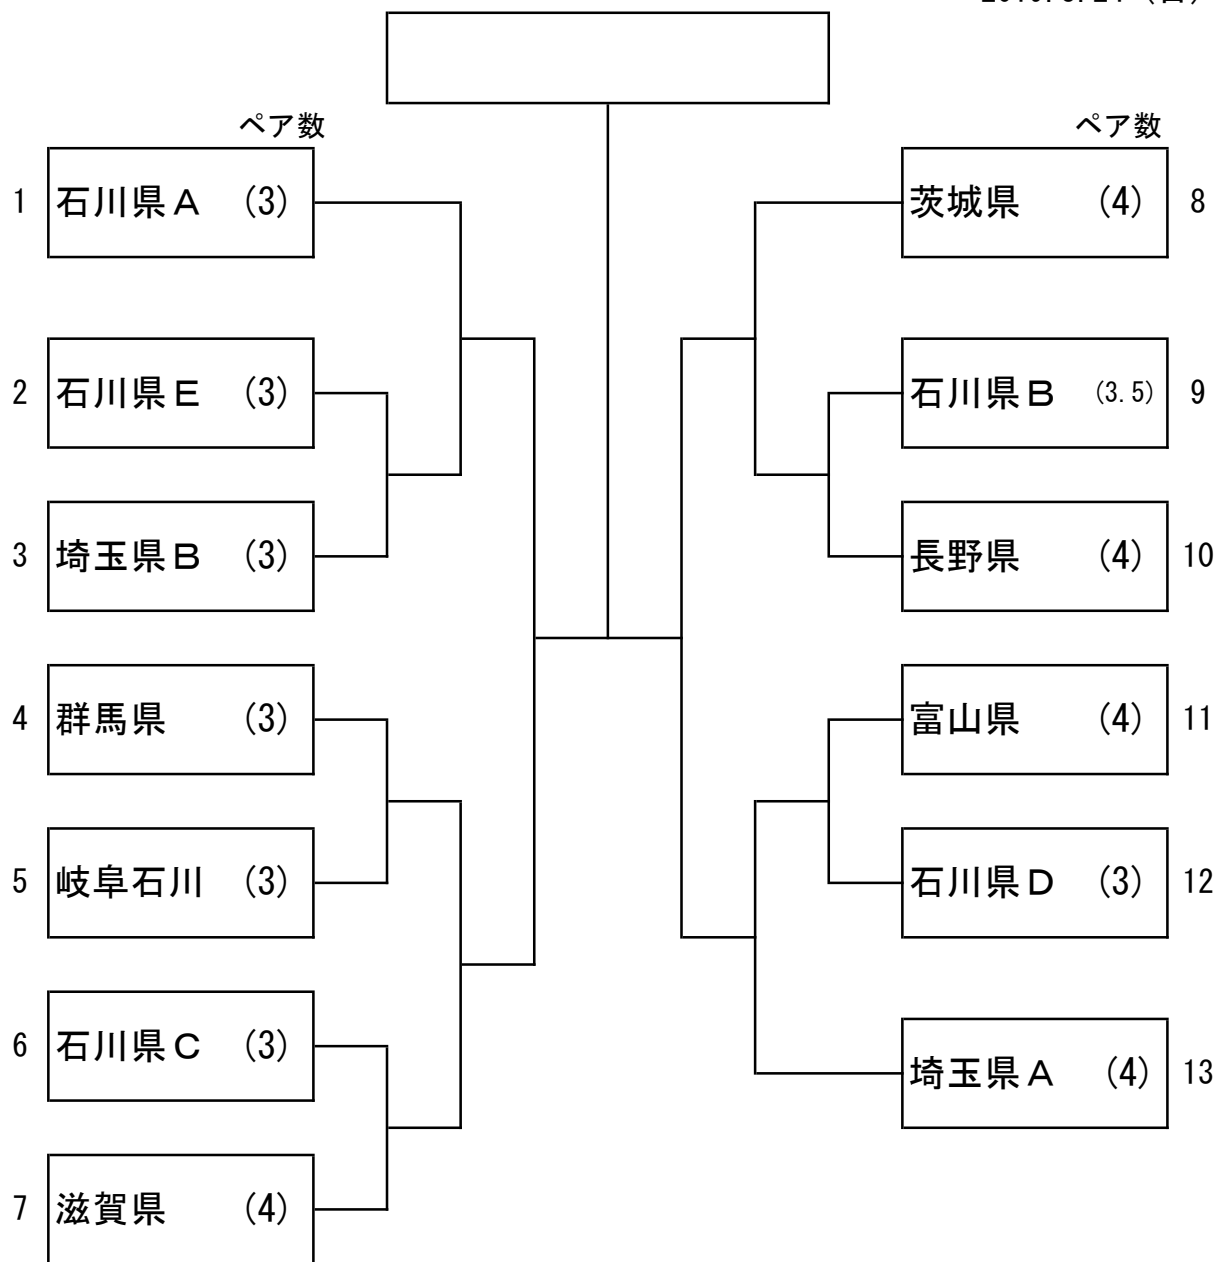 ペア数
1 石川県A (3)
2 石川県E (3)
3 埼玉県B (3)
4 群馬県 (3)
5 岐阜石川 (3)
6 石川県C (3)
7 滋賀県 (4)
ペア数
茨城県 (4) 8
石川県B (3.5) 9
長野県 (4) 10
富山県 (4) 11
石川県D (3) 12
埼玉県A (4) 13